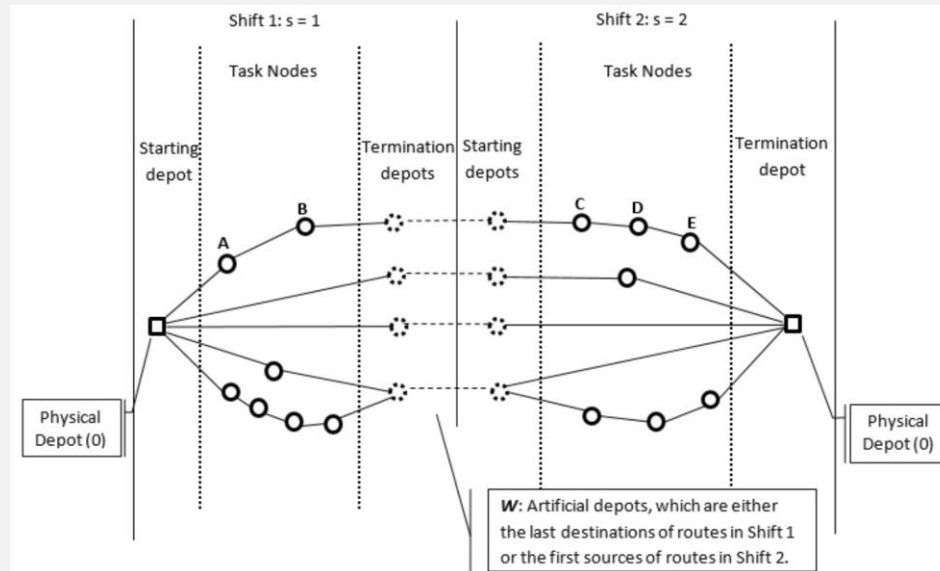 Shift 1: s = 1
Shift 2: s = 2
Task Nodes
Task Nodes
Starting
depot
Termination
depots
Starting
depots
Termination
depot
A
B
C
D
E
Physical
Depot (0)
Physical
Depot (0)
W: Artificial depots, which are either
the last destinations of routes in Shift 1
or the first sources of routes in Shift 2.